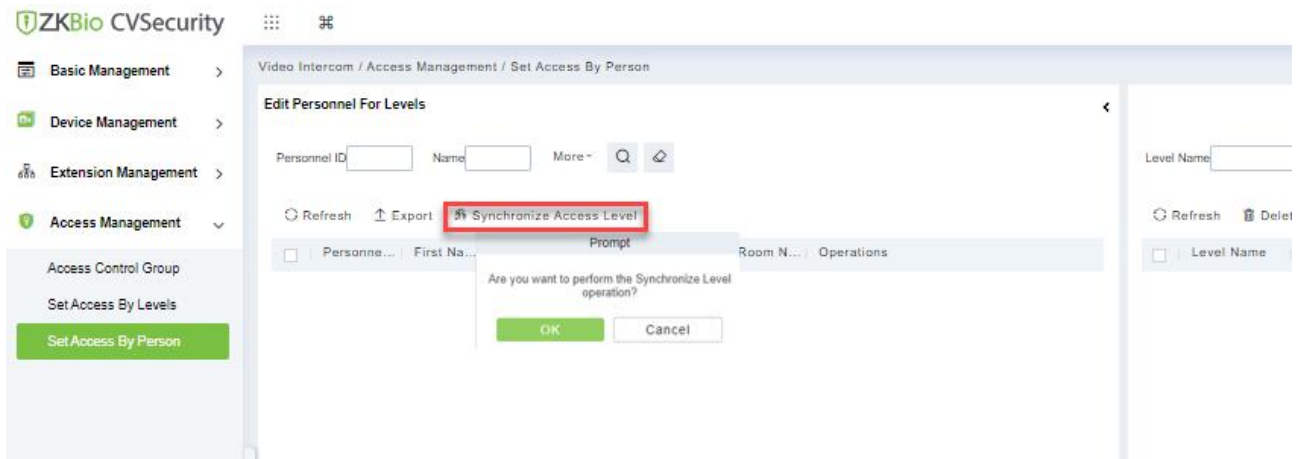 ZKBio CVSecurity
Basic Management
Device Management
Extension Management
Access Management
Access Control Group
Set Access By Levels
Set Access By Person
Video Intercom / Access Management / Set Access By Person
Edit Personnel For Levels
Personnel ID Name More
Refresh Export Synchronize Access Level
Personne... First Na... Room N... Operations
Prompt
Are you want to perform the Synchronize Level
operation?
OK Cancel
Level Name
Refresh Delet
Level Name